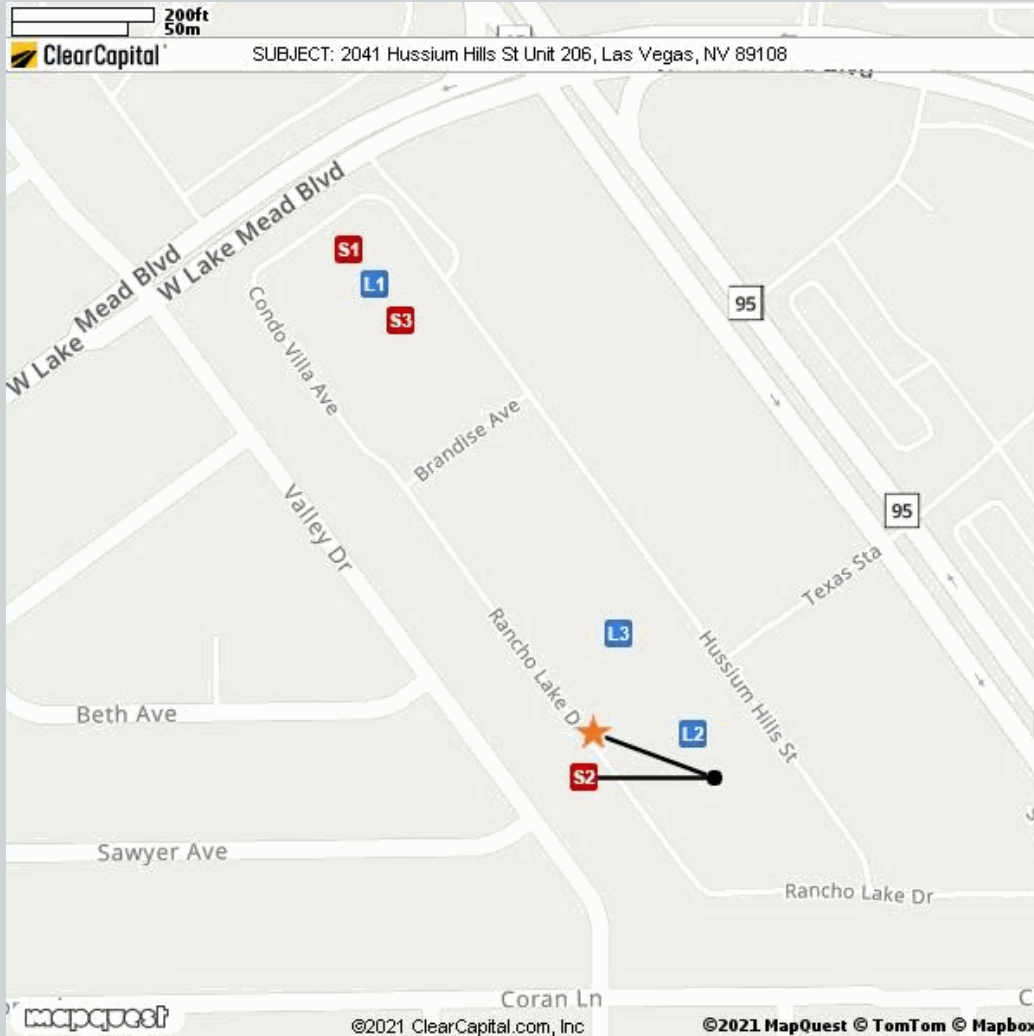 200ft
50m
ClearCapital
SUBJECT: 2041 Hussium Hills St Unit 206, Las Vegas, NV 89108
W Lake Mead Blvd
W Lake Mead Blvd
S1
L1
S3
95
Condo Villa Ave
Brandise Ave
95
Valley Dr
Texas Sta
Rancho Lake D
L3
Hussium Hills St
Beth Ave
L2
S2
Sawyer Ave
Rancho Lake Dr
Coran Ln
mapquest
©2021 ClearCapital.com, Inc
©2021 MapQuest © TomTom © Mapbox